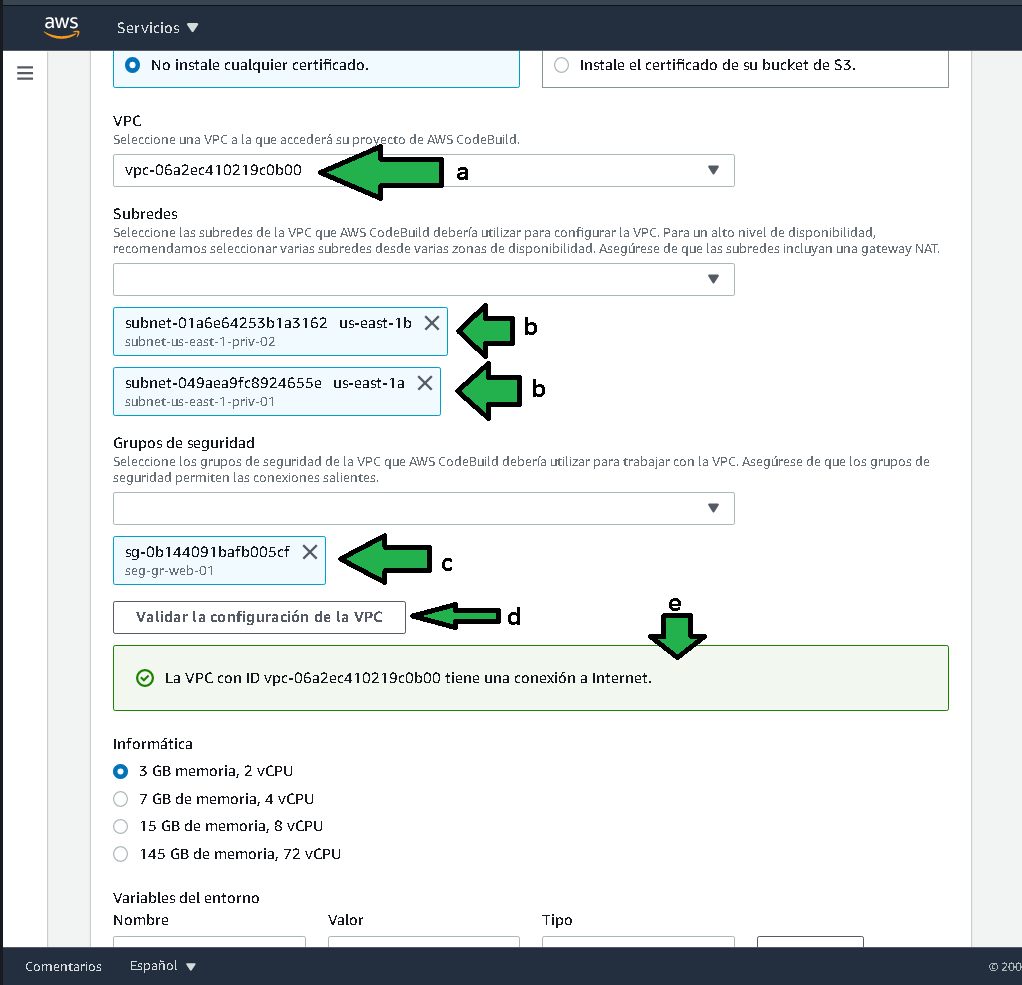 aws
Servicios
No instale cualquier certificado.
Instale el certificado de su bucket de S3.
VPC
Seleccione una VPC a la que accederá su proyecto de AWS CodeBuild.
vpc-06a2ec410219c0b00
a
Subredes
Seleccione las subredes de la VPC que AWS CodeBuild debería utilizar para configurar la VPC. Para un alto nivel de disponibilidad,
recomendamos seleccionar varias subredes desde varias zonas de disponibilidad. Asegúrese de que las subredes incluyan una gateway NAT.
subnet-01a6e64253b1a3162 us-east-1b
subnet-us-east-1-priv-02
b
subnet-049aea9fc8924655e us-east-1a
subnet-us-east-1-priv-01
b
Grupos de seguridad
Seleccione los grupos de seguridad de la VPC que AWS CodeBuild debería utilizar para trabajar con la VPC. Asegúrese de que los grupos de
seguridad permiten las conexiones salientes.
sg-0b144091bafb005cf
seg-gr-web-01
c
Validar la configuración de la VPC
d
e
La VPC con ID vpc-06a2ec410219c0b00 tiene una conexión a Internet.
Informática
3 GB memoria, 2 vCPU
7 GB de memoria, 4 vCPU
15 GB de memoria, 8 vCPU
145 GB de memoria, 72 vCPU
Variables del entorno
Nombre Valor Tipo
Comentarios Español © 200